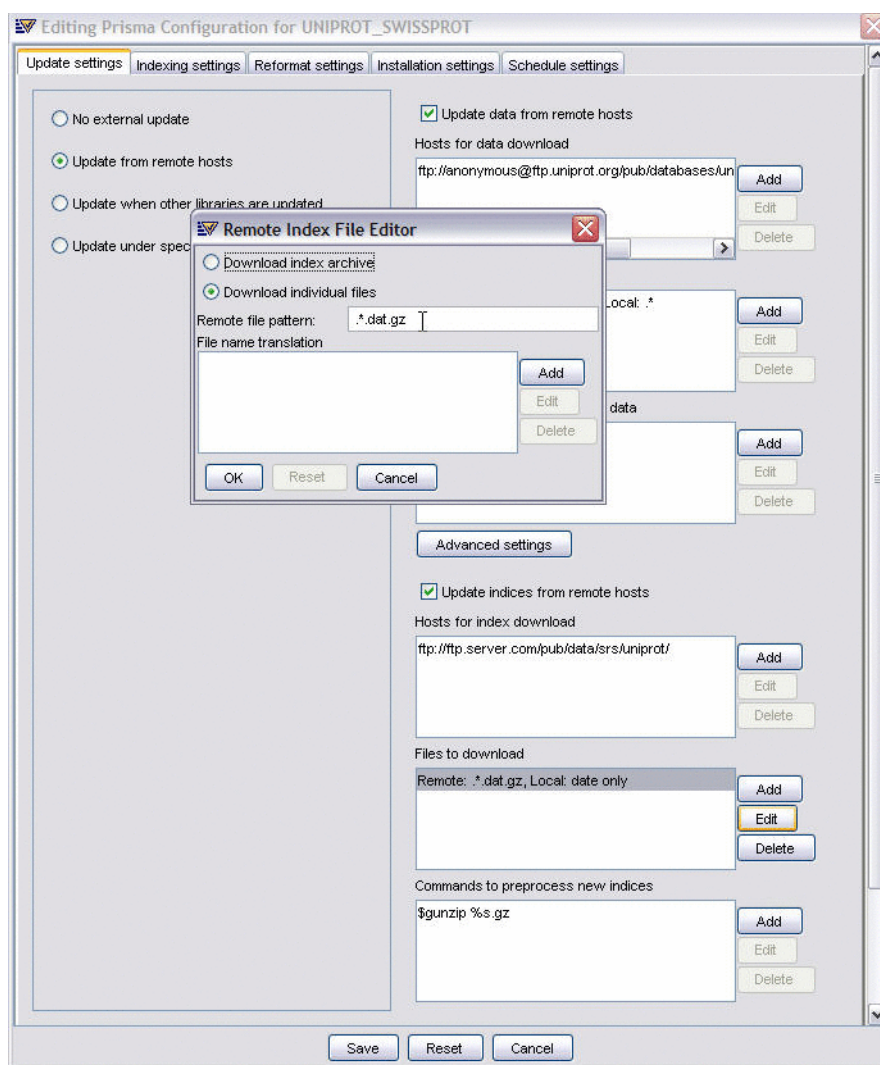 Editing Prisma Configuration for UNIPROT_SWISSPROT
Update settings
Indexing settings
Reformat settings
Installation settings
Schedule settings
No external update
Update from remote hosts
Update when other libraries are updated
Update under spec
Update data from remote hosts
Hosts for data download
ftp://anonymous@ftp.uniprot.org/pub/databases/un
Add
Edit
Delete
Local: .*
Add
Edit
Delete
data
Add
Edit
Delete
Advanced settings
Remote Index File Editor
Download index archive
Download individual files
Remote file pattern:
.*.dat.gz
File name translation
Add
Edit
Delete
OK
Reset
Cancel
Update indices from remote hosts
Hosts for index download
ftp://ftp.server.com/pub/data/srs/uniprot/
Add
Edit
Delete
Files to download
Remote: .*.dat.gz, Local: date only
Add
Edit
Delete
Commands to preprocess new indices
$gunzip %s.gz
Add
Edit
Delete
Save
Reset
Cancel